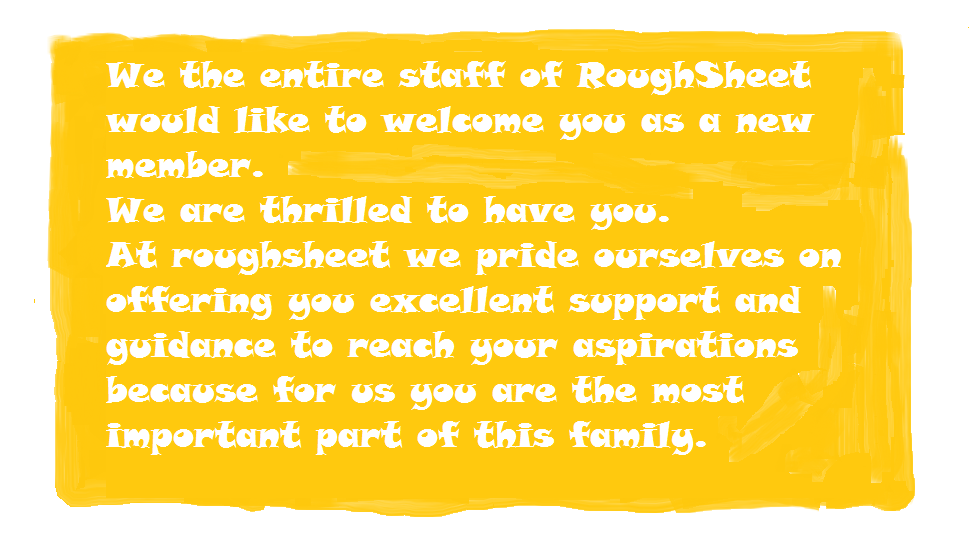 We the entire staff of RoughSheet
would like to welcome you as a new
member.
We are thrilled to have you.
At roughsheet we pride ourselves on
offering you excellent support and
guidance to reach your aspirations
because for us you are the most
important part of this family.